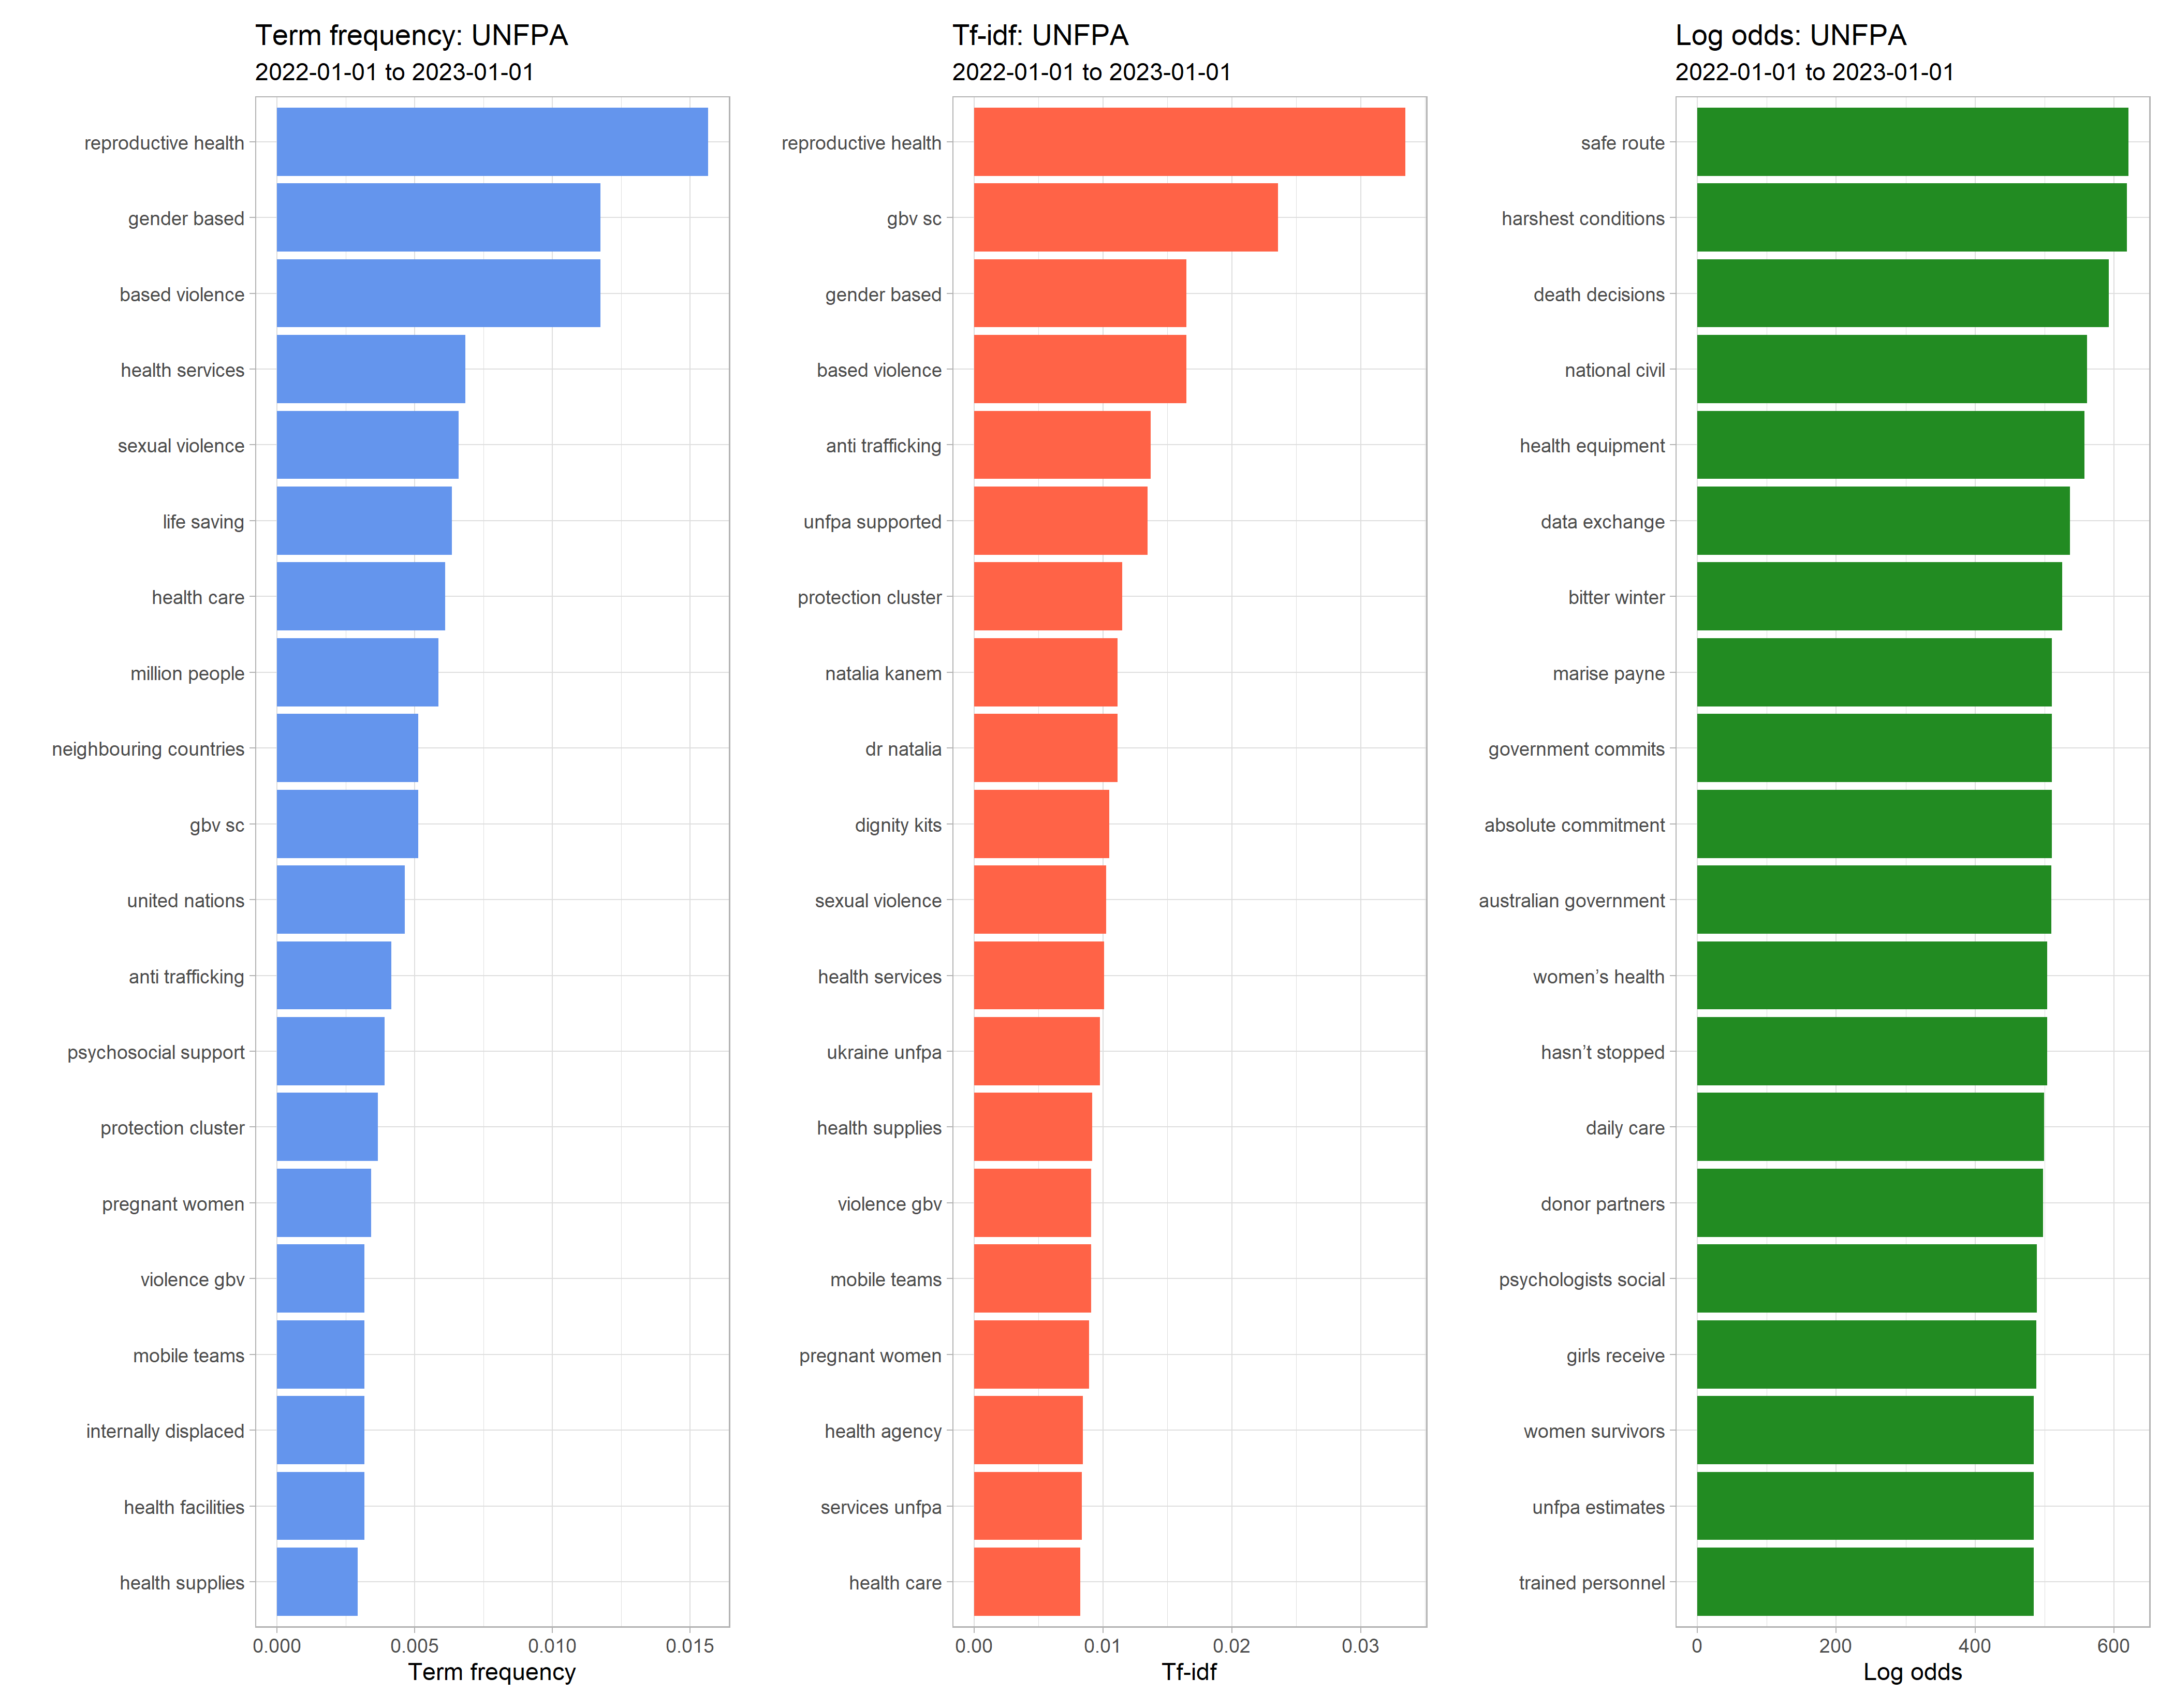 Term frequency: UNFPA
2022-01-01 to 2023-01-01
reproductive health
gender based
based violence
health services
sexual violence
life saving
health care
million people
neighbouring countries
gbv sc
united nations
anti trafficking
psychosocial support
protection cluster
pregnant women
violence gbv
mobile teams
internally displaced
health facilities
health supplies
0.000 0.005 0.010 0.015
Term frequency
Tf-idf: UNFPA
2022-01-01 to 2023-01-01
reproductive health
gbv sc
gender based
based violence
anti trafficking
unfpa supported
protection cluster
natalia kanem
dr natalia
dignity kits
sexual violence
health services
ukraine unfpa
health supplies
violence gbv
mobile teams
pregnant women
health agency
services unfpa
health care
0.00 0.01 0.02 0.03
Tf-idf
Log odds: UNFPA
2022-01-01 to 2023-01-01
safe route
harshest conditions
death decisions
national civil
health equipment
data exchange
bitter winter
marise payne
government commits
absolute commitment
australian government
women’s health
hasn’t stopped
daily care
donor partners
psychologists social
girls receive
women survivors
unfpa estimates
trained personnel
0 200 400 600
Log odds